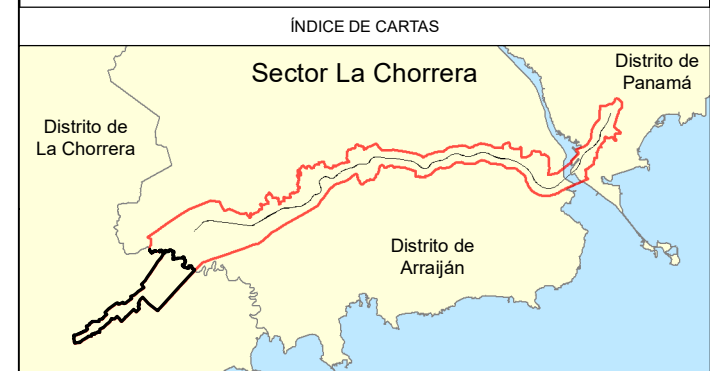 ÍNDICE DE CARTAS
Sector La Chorrera
Distrito de
Panamá
Distrito de
La Chorrera
Distrito de
Arraiján